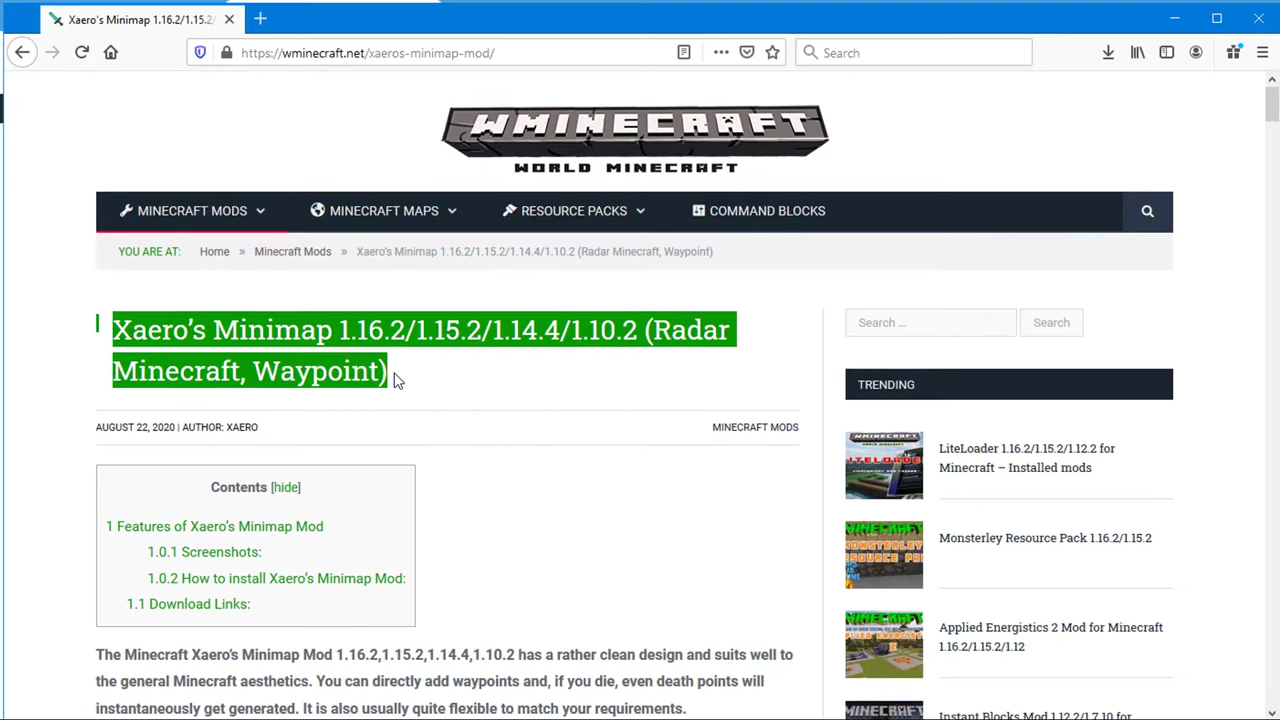 Xaero's Minimap 1.16.2/1.15.2/
https://wminecraft.net/xaeros-minimap-mod/
Search
WMINECRAFT
WORLD MINECRAFT
MINECRAFT MODS
MINECRAFT MAPS
RESOURCE PACKS
COMMAND BLOCKS
YOU ARE AT: Home » Minecraft Mods » Xaero's Minimap 1.16.2/1.15.2/1.14.4/1.10.2 (Radar Minecraft, Waypoint)
Xaero's Minimap 1.16.2/1.15.2/1.14.4/1.10.2 (Radar
Minecraft, Waypoint)
AUGUST 22, 2020 | AUTHOR: XAERO
MINECRAFT MODS
Contents [hide]
1 Features of Xaero's Minimap Mod
1.0.1 Screenshots:
1.0.2 How to install Xaero's Minimap Mod:
1.1 Download Links:
The Minecraft Xaero's Minimap Mod 1.16.2,1.15.2,1.14.4,1.10.2 has a rather clean design and suits well to
the general Minecraft aesthetics. You can directly add waypoints and, if you die, even death points will
instantaneously get generated. It is also usually quite flexible to match your requirements.
Search ...
Search
TRENDING
LiteLoader 1.16.2/1.15.2/1.12.2 for
Minecraft – Installed mods
Monsterley Resource Pack 1.16.2/1.15.2
Applied Energistics 2 Mod for Minecraft
1.16.2/1.15.2/1.12
Instant Blocks Mod 1.12.2/1.7.10 for